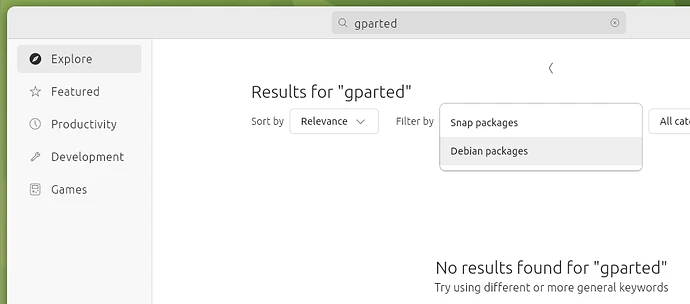 gparted
Explore
Featured
Productivity
Development
Games
Results for "gparted"
Sort by Relevance Filter by Snap packages All cat
Debian packages
No results found for "gparted"
Try using different or more general keywords